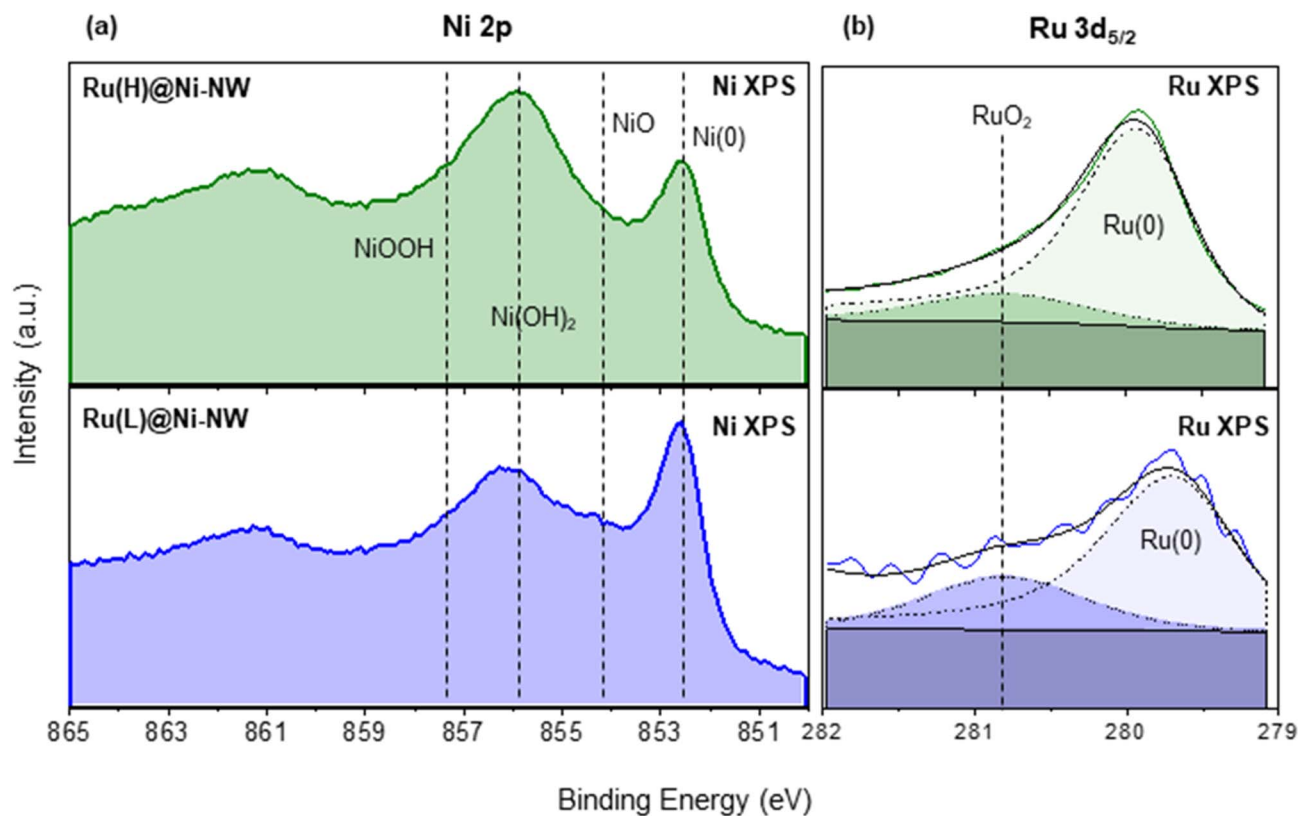 (a) Ni 2p (b) Ru 3d5/2
Ru(H)@Ni-NW Ni XPS Ru XPS
RuO2
NiO
Ni(0)
Ru(0)
NiOOH
Ni(OH)2
Ru(L)@Ni-NW Ni XPS Ru XPS
Ru(0)
Intensity (a.u.)
865 863 861 859 857 855 853 851 282 281 280 279
Binding Energy (eV)